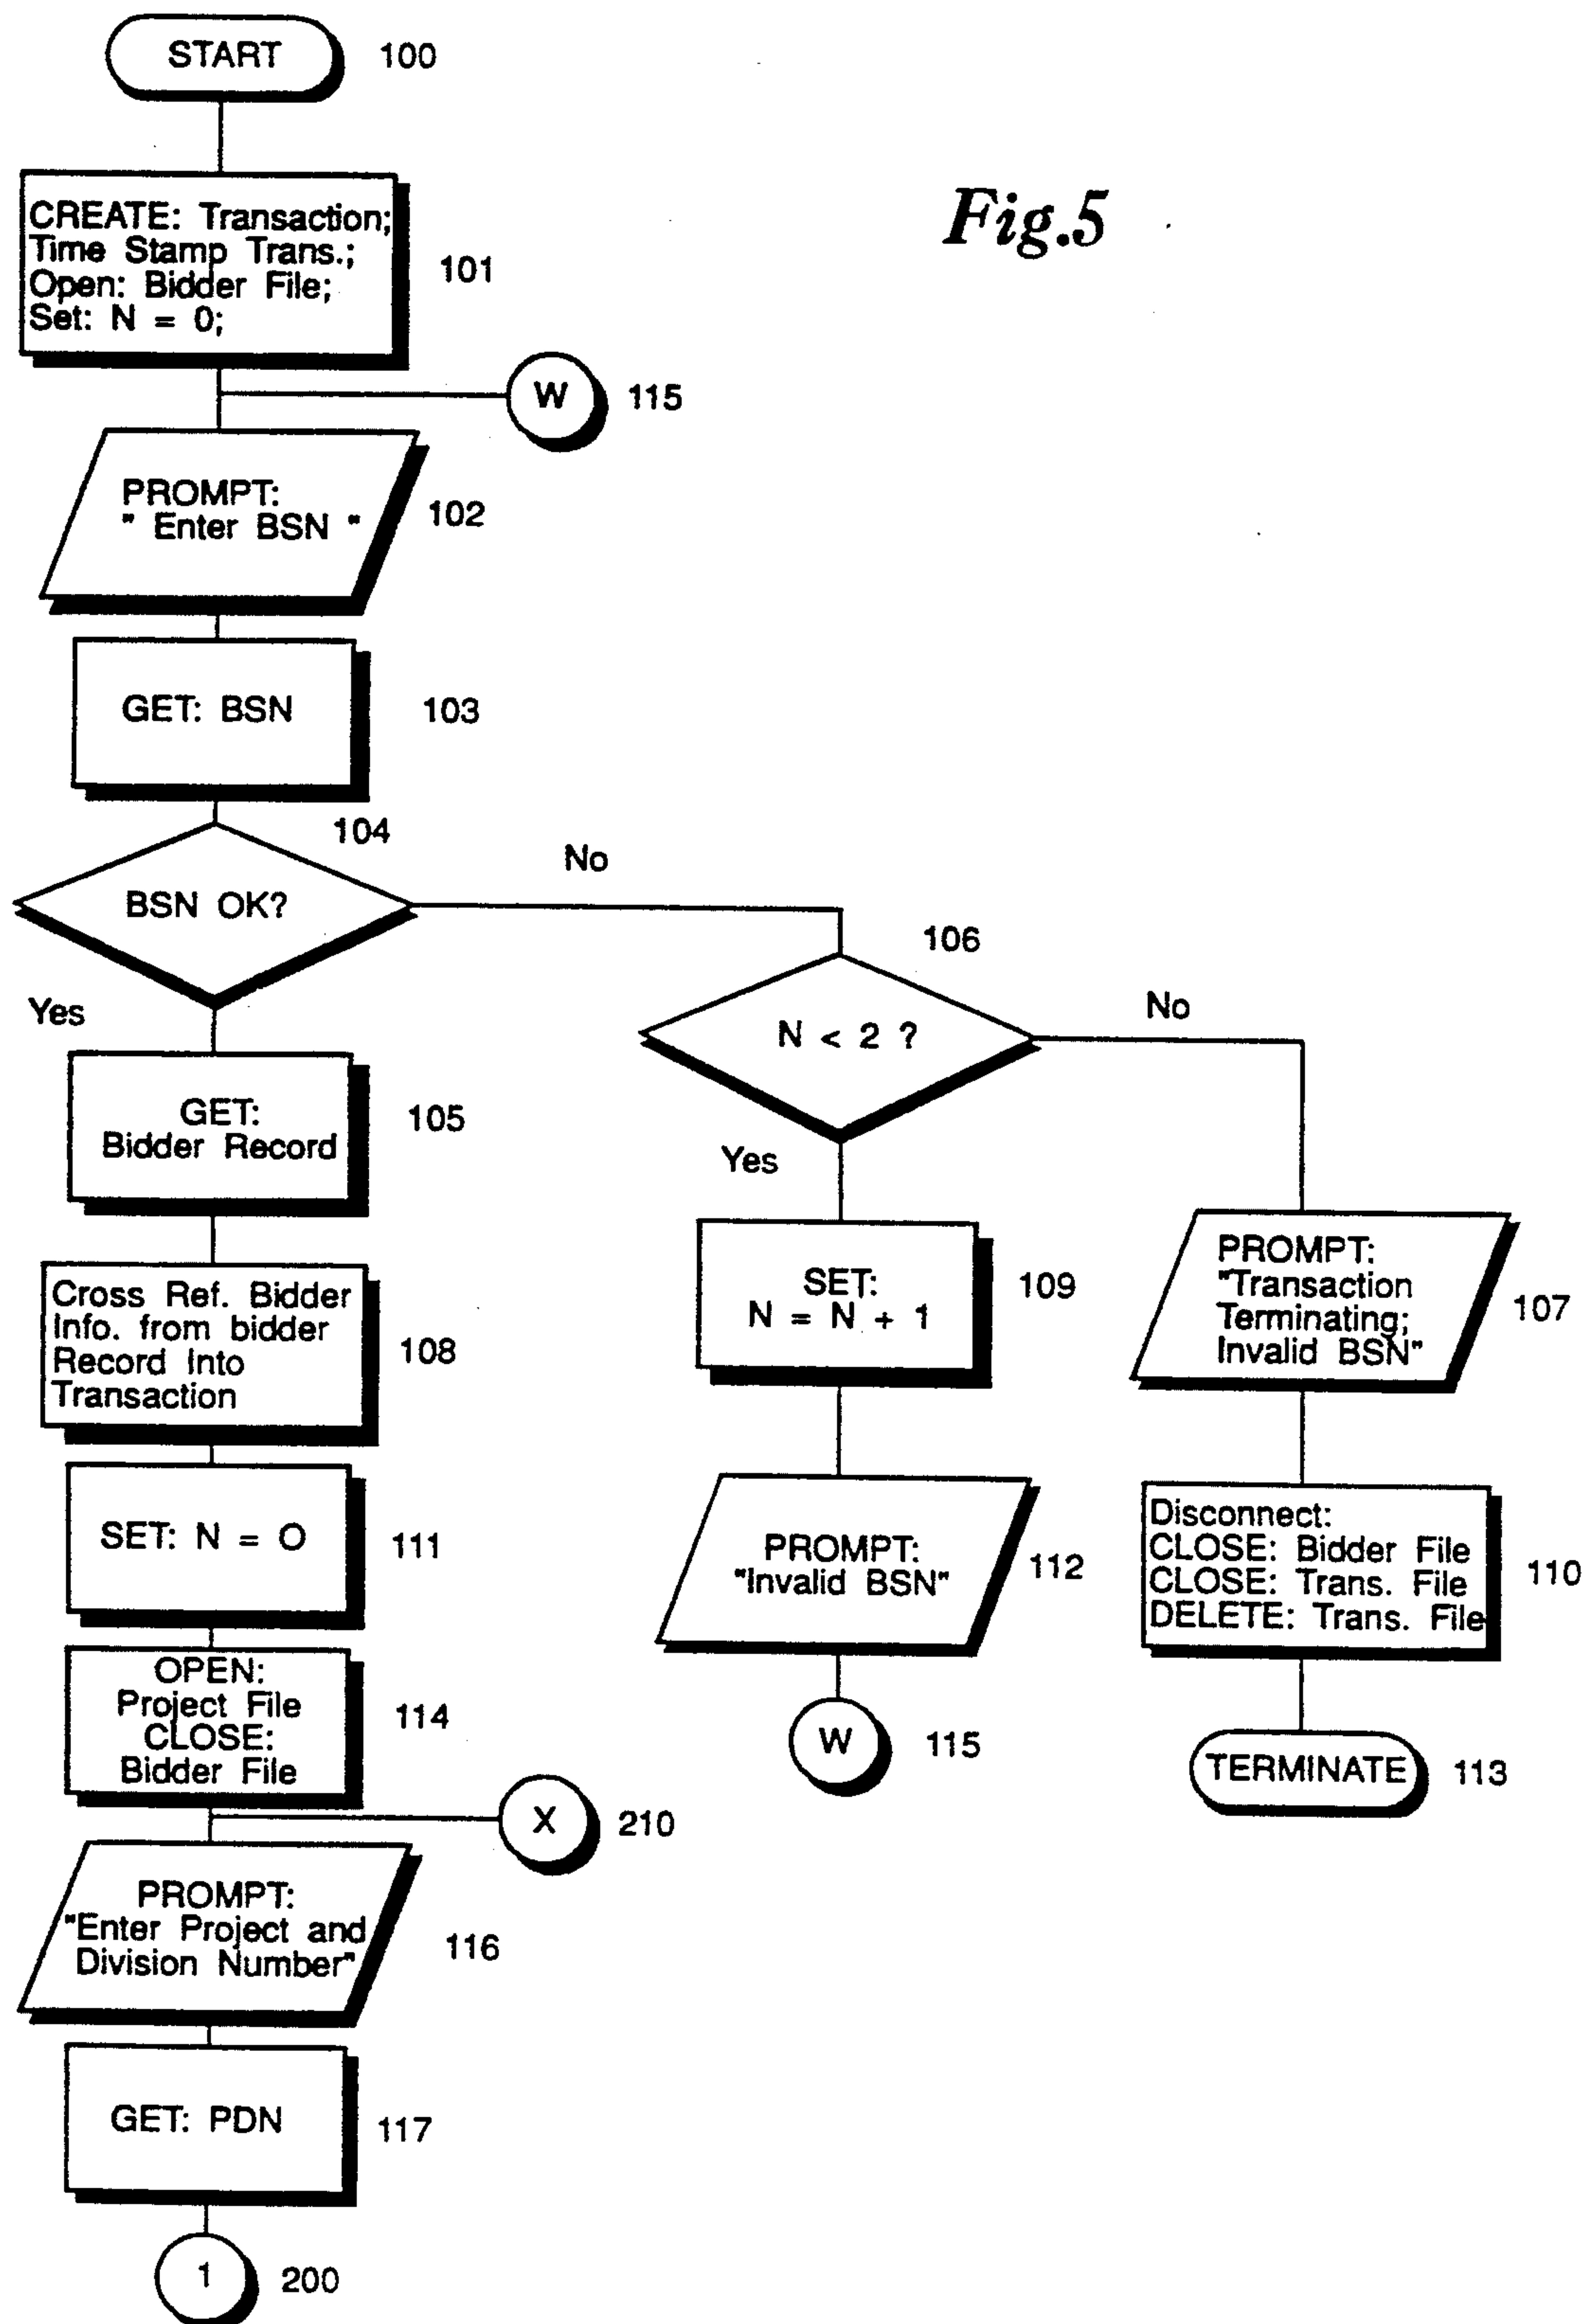 START
100
Fig.5
CREATE: Transaction;
Time Stamp Trans.;
Open: Bidder File;
Set: N = 0;
101
W
115
PROMPT:
" Enter BSN "
102
GET: BSN
103
104
BSN OK?
No
Yes
106
N < 2 ?
No
Yes
GET:
Bidder Record
105
SET:
N = N + 1
109
PROMPT:
"Transaction
Terminating;
Invalid BSN"
107
Cross Ref. Bidder
Info. from bidder
Record Into
Transaction
108
SET: N = O
111
PROMPT:
"Invalid BSN"
112
Disconnect:
CLOSE: Bidder File
CLOSE: Trans. File
DELETE: Trans. File
110
OPEN:
Project File
CLOSE:
Bidder File
114
W
115
TERMINATE
113
X
210
PROMPT:
"Enter Project and
Division Number"
116
GET: PDN
117
1
200